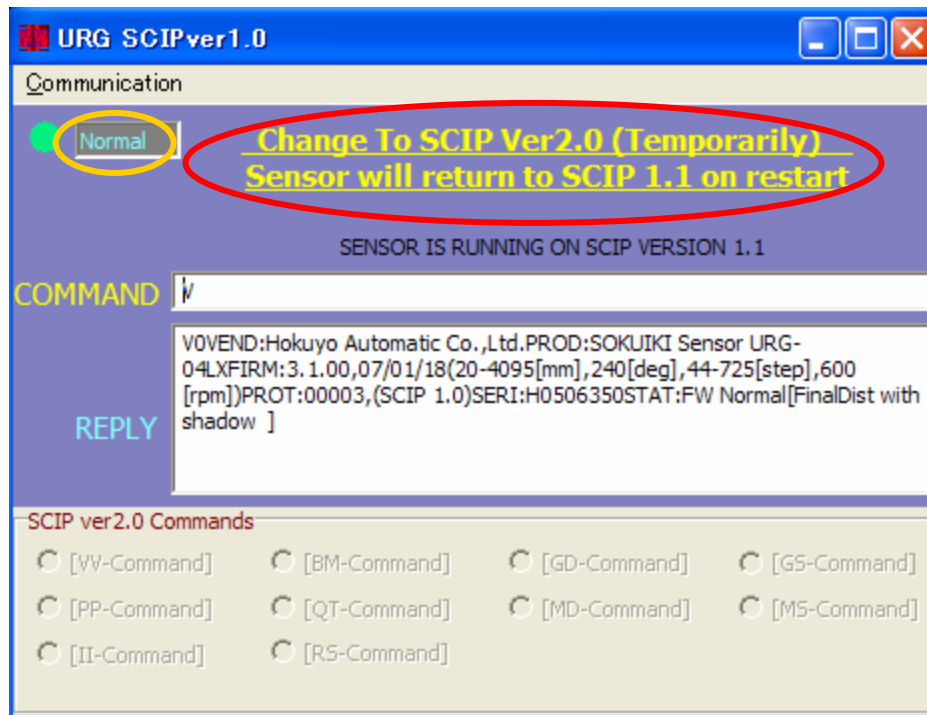 URG SCIPver1.0
Communication
Normal
Change To SCIP Ver2.0 (Temporarily)
Sensor will return to SCIP 1.1 on restart
SENSOR IS RUNNING ON SCIP VERSION 1.1
COMMAND V
V0VEND:Hokuyo Automatic Co.,Ltd.PROD:SOKUIKI Sensor URG-
04LXFIRM:3.1.00,07/01/18(20-4095[mm],240[deg],44-725[step],600
[rpm])PROT:00003,(SCIP 1.0)SERI:H0506350STAT:FW Normal[FinalDist with
shadow ]
REPLY
SCIP ver2.0 Commands
[VV-Command] [BM-Command] [GD-Command] [GS-Command]
[PP-Command] [QT-Command] [MD-Command] [MS-Command]
[II-Command] [RS-Command]